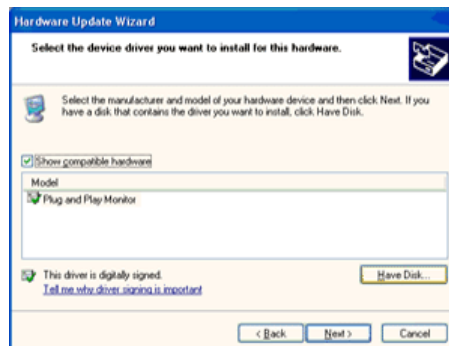 Hardware Update Wizard
Select the device driver you want to install for this hardware.
Select the manufacturer and model of your hardware device and then click Next. If you
have a disk that contains the driver you want to install, click Have Disk.
Show compatible hardware
Model
Plug and Play Monitor
This driver is digitally signed.
Have Disk...
Tell me why driver signing is important
< Back
Next >
Cancel